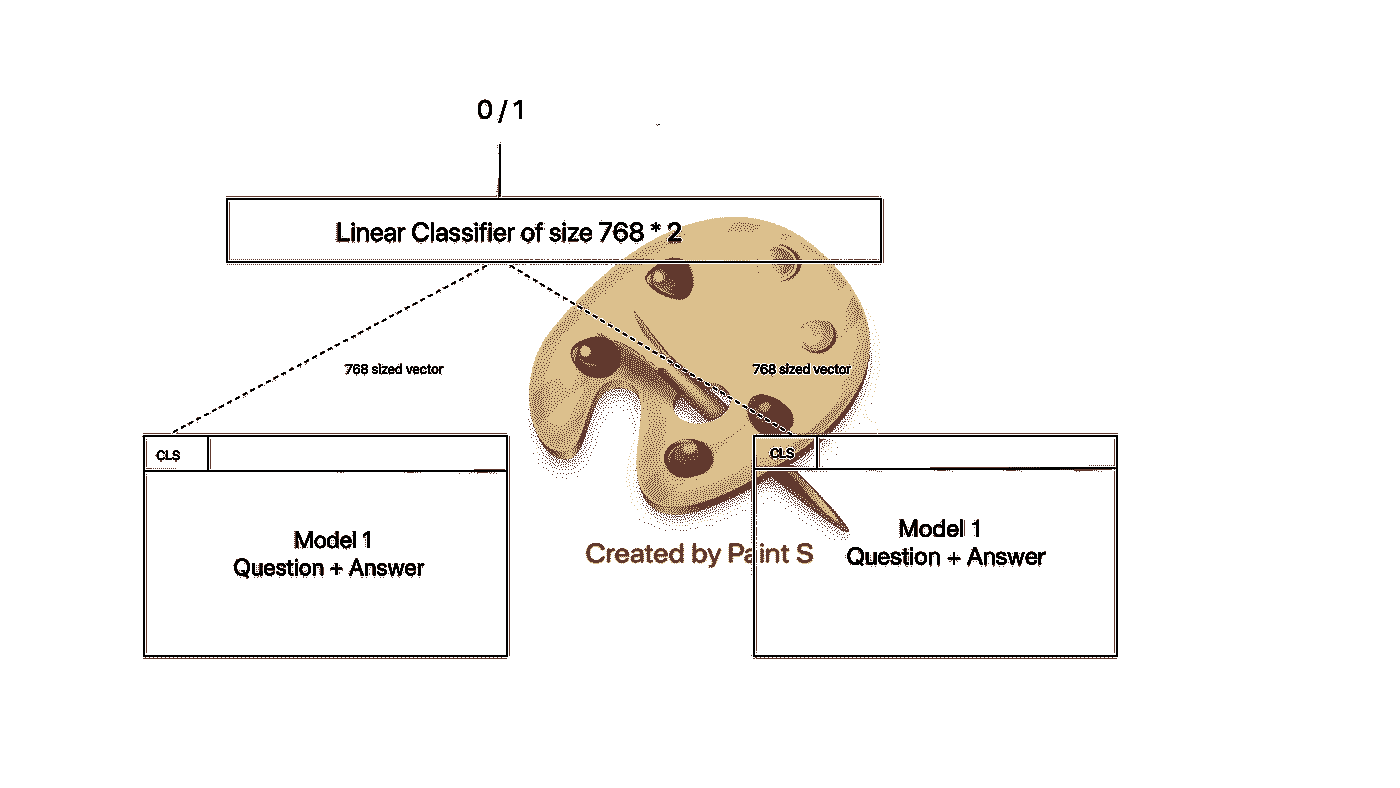 0 / 1
Linear Classifier of size 768 * 2
768 sized vector
768 sized vector
CLS
CLS
Model 1
Question + Answer
Model 1
Question + Answer
Created by Paint S